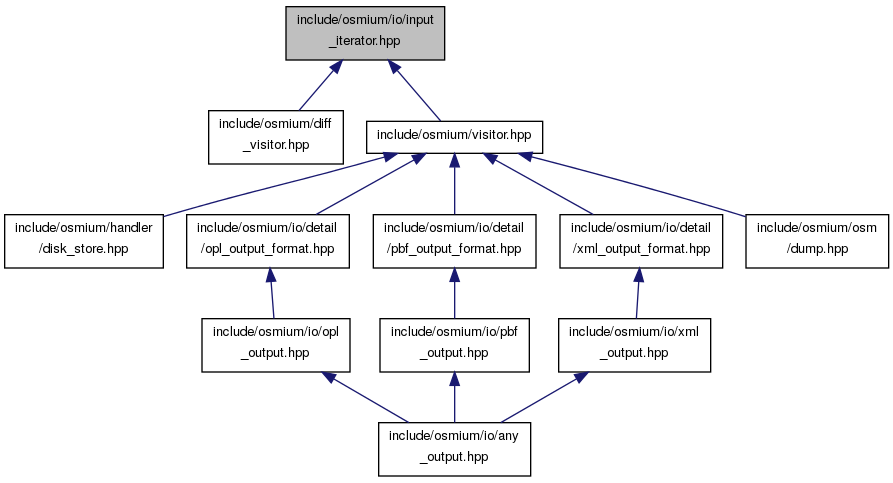 include/osmium/io/input
_iterator.hpp
include/osmium/diff
_visitor.hpp
include/osmium/visitor.hpp
include/osmium/handler
/disk_store.hpp
include/osmium/io/detail
/opl_output_format.hpp
include/osmium/io/detail
/pbf_output_format.hpp
include/osmium/io/detail
/xml_output_format.hpp
include/osmium/osm
/dump.hpp
include/osmium/io/opl
_output.hpp
include/osmium/io/pbf
_output.hpp
include/osmium/io/xml
_output.hpp
include/osmium/io/any
_output.hpp